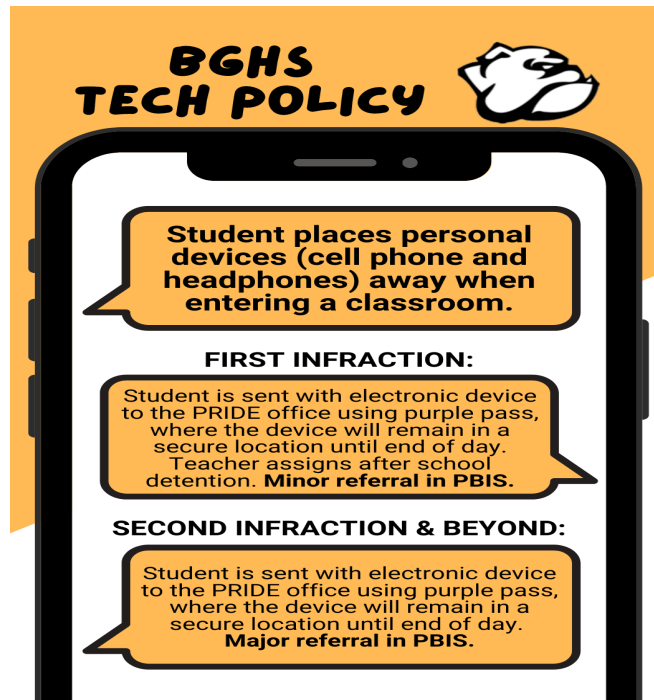 BGHS
TECH POLICY
Student places personal
devices (cell phone and
headphones) away when
entering a classroom.
FIRST INFRACTION:
Student is sent with electronic device
to the PRIDE office using purple pass,
where the device will remain in a
secure location until end of day.
Teacher assigns after school
detention. Minor referral in PBIS.
SECOND INFRACTION & BEYOND:
Student is sent with electronic device
to the PRIDE office using purple pass,
where the device will remain in a
secure location until end of day.
Major referral in PBIS.